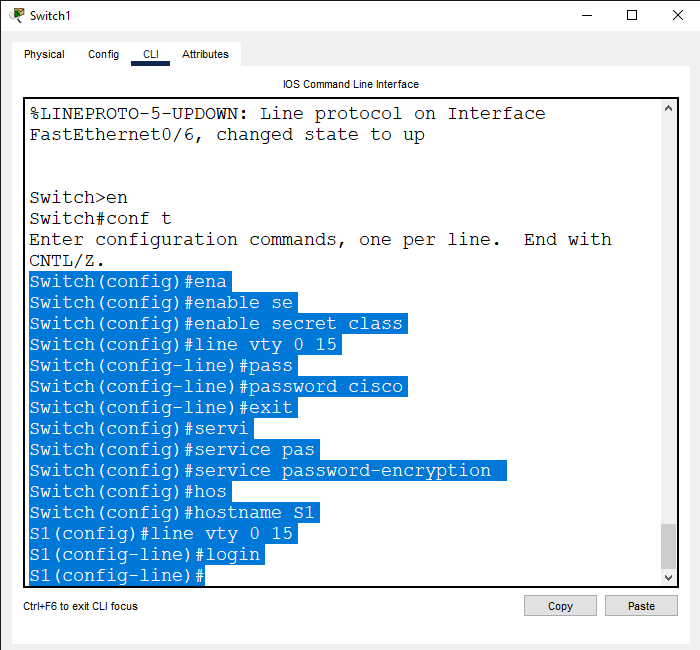 Switch1
Physical Config CLI Attributes
IOS Command Line Interface
%LINEPROTO-5-UPDOWN: Line protocol on Interface
FastEthernet0/6, changed state to up
Switch>en
Switch#conf t
Enter configuration commands, one per line.  End with
CNTL/Z.
Switch(config)#ena
Switch(config)#enable se
Switch(config)#enable secret class
Switch(config)#line vty 0 15
Switch(config-line)#pass
Switch(config-line)#password cisco
Switch(config-line)#exit
Switch(config)#servi
Switch(config)#service pas
Switch(config)#service password-encryption
Switch(config)#hos
Switch(config)#hostname S1
S1(config)#line vty 0 15
S1(config-line)#login
S1(config-line)#
Ctrl+F6 to exit CLI focus
Copy Paste